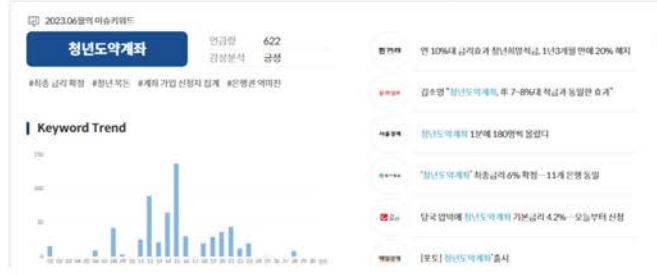 2023.06월의 이슈키워드
청년도약계좌
언급량 622
감성분석 긍정
#최종 금리 확정 #청년 목돈 #계좌 가입 신청자 집계 #은행권 역마진
Keyword Trend
150
100
50
0
한겨레 연 10%대 금리효과 청년희망적금, 1년3개월 만에 20% 해지
김소영 "청년도약계좌, 年 7~8%대 적금과 동일한 효과"
서울경제 청년도약계좌 1분에 180명씩 몰렸다
'청년도약계좌' 최종금리 6% 확정…11개 은행 동일
당국 압박에 청년도약계좌 기본금리 4.2%…오늘부터 신청
매일경제 [포토] 청년도약계좌 출시